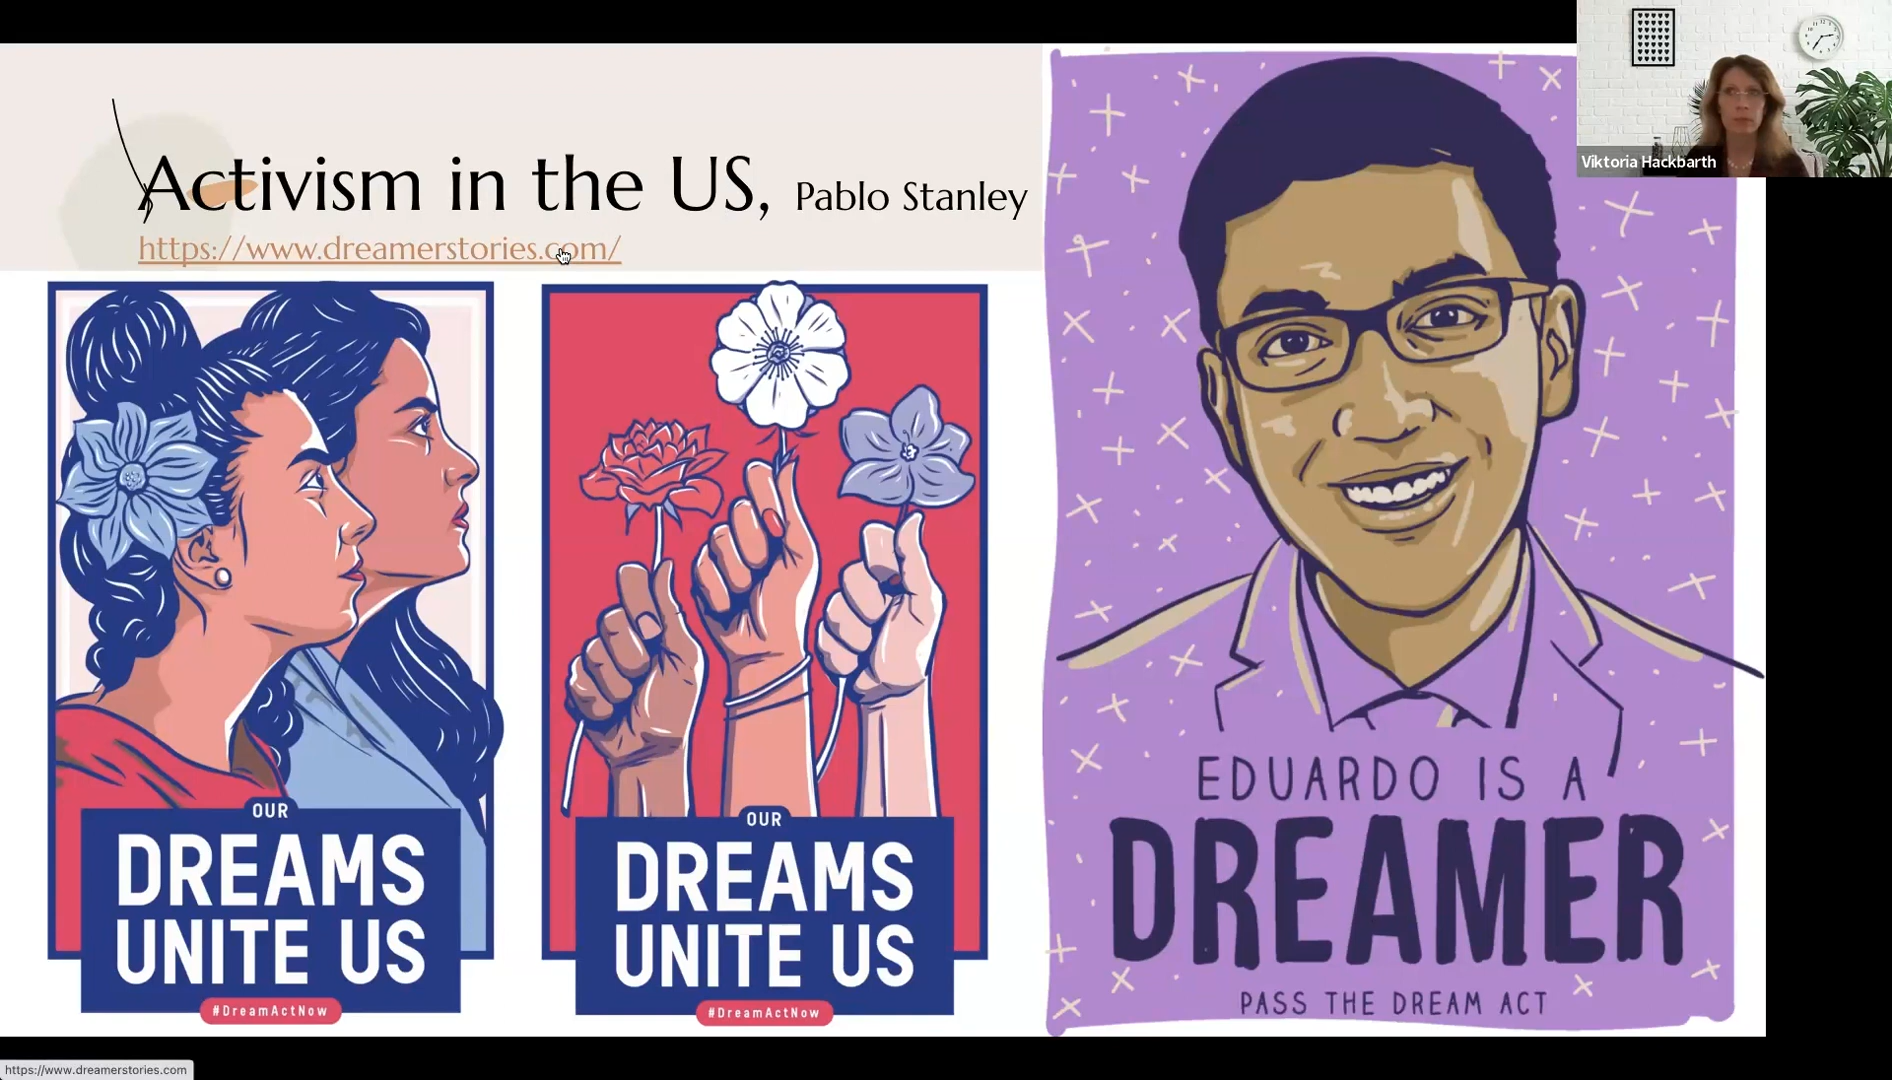 Activism in the US, Pablo Stanley
https://www.dreamerstories.com/
Viktoria Hackbarth
OUR
DREAMS
UNITE US
#DreamActNow
OUR
DREAMS
UNITE US
#DreamActNow
EDUARDO IS A
DREAMER
PASS THE DREAM ACT
https://www.dreamerstories.com